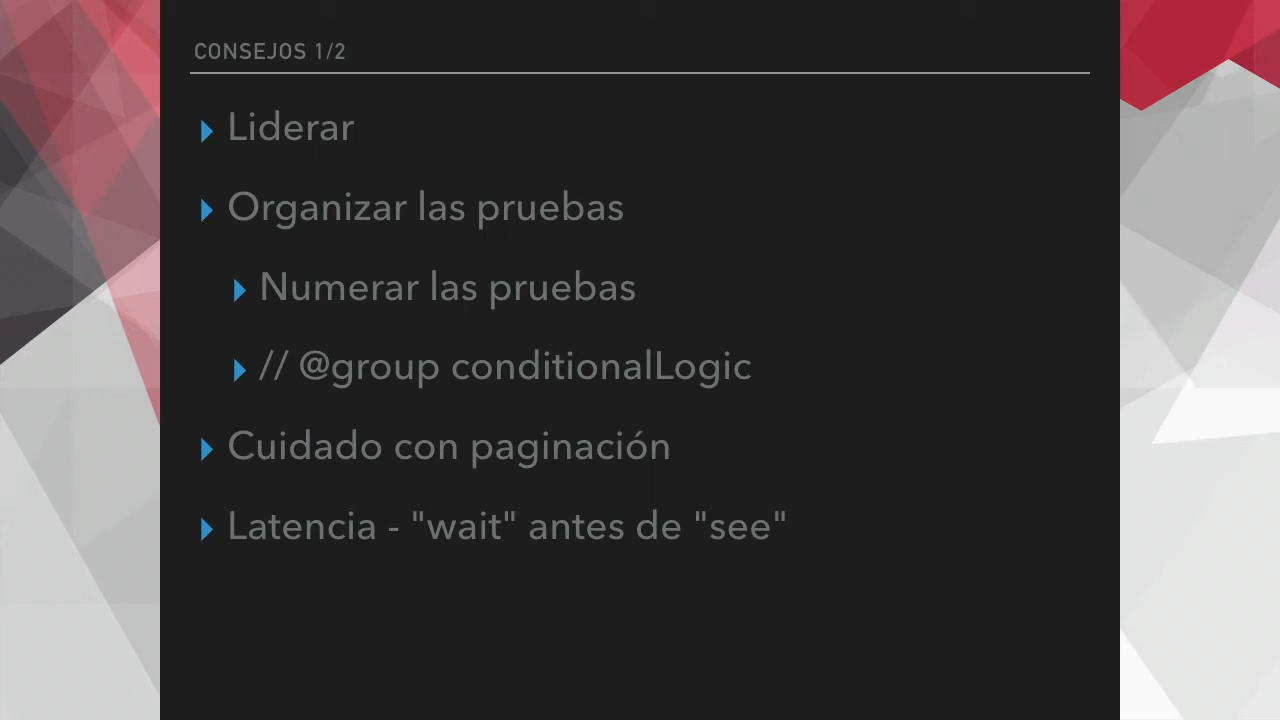 CONSEJOS 1/2
Liderar
Organizar las pruebas
Numerar las pruebas
// @group conditionalLogic
Cuidado con paginación
Latencia - "wait" antes de "see"